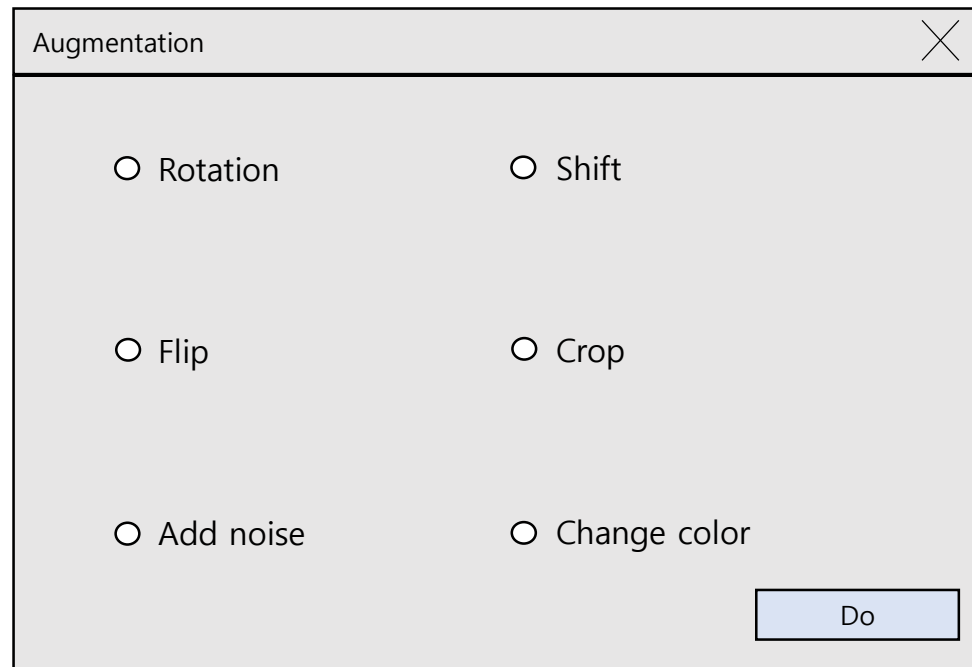 Augmentation
Rotation
Shift
Flip
Crop
Add noise
Change color
Do